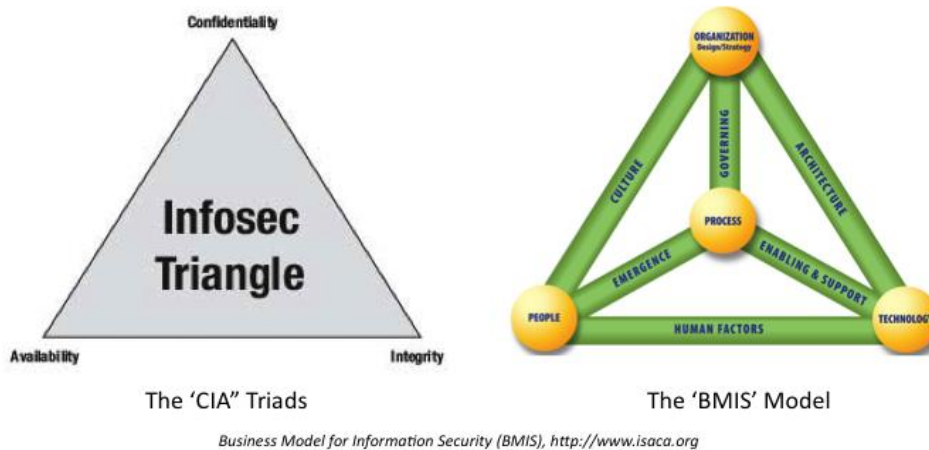 Confidentiality
Infosec
Triangle
Availability
Integrity
The ‘CIA” Triads
ORGANIZATION
Design/Strategy
CULTURE
GOVERNING
ARCHITECTURE
PROCESS
EMERGENCE
ENABLING & SUPPORT
PEOPLE
TECHNOLOGY
HUMAN FACTORS
The ‘BMIS’ Model
Business Model for Information Security (BMIS), http://www.isaca.org